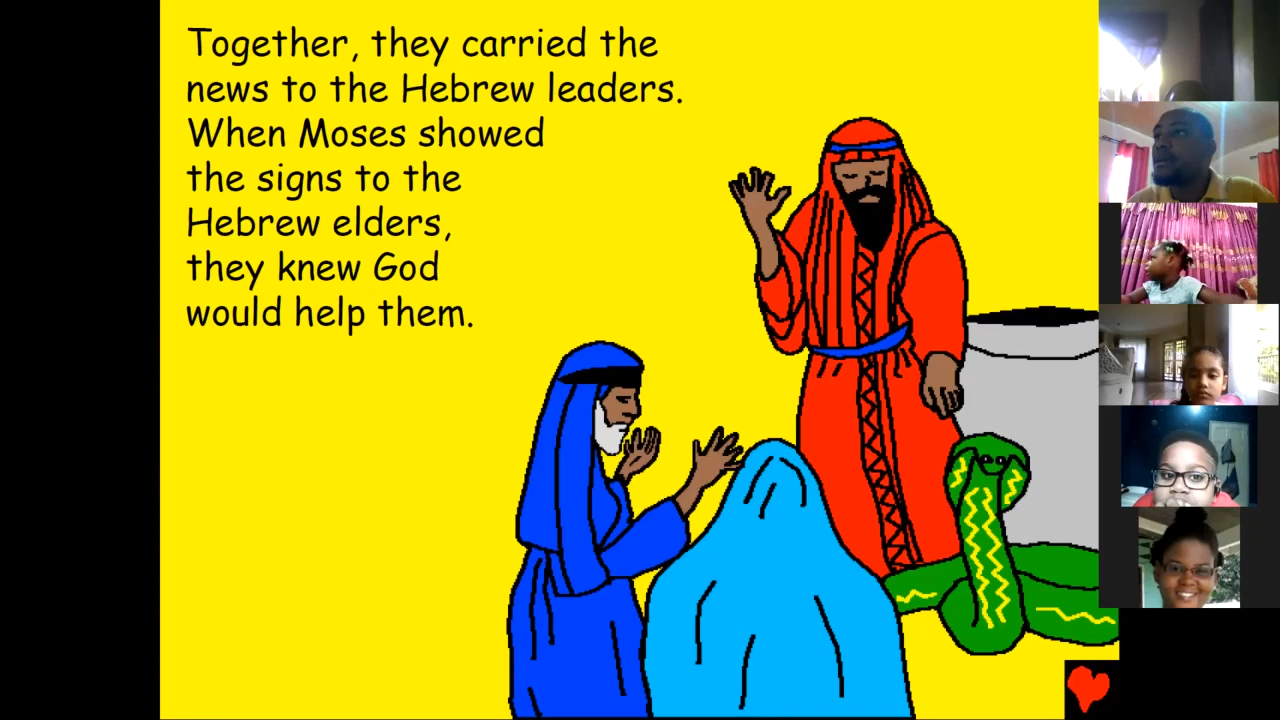 Together, they carried the
news to the Hebrew leaders.
When Moses showed
the signs to the
Hebrew elders,
they knew God
would help them.